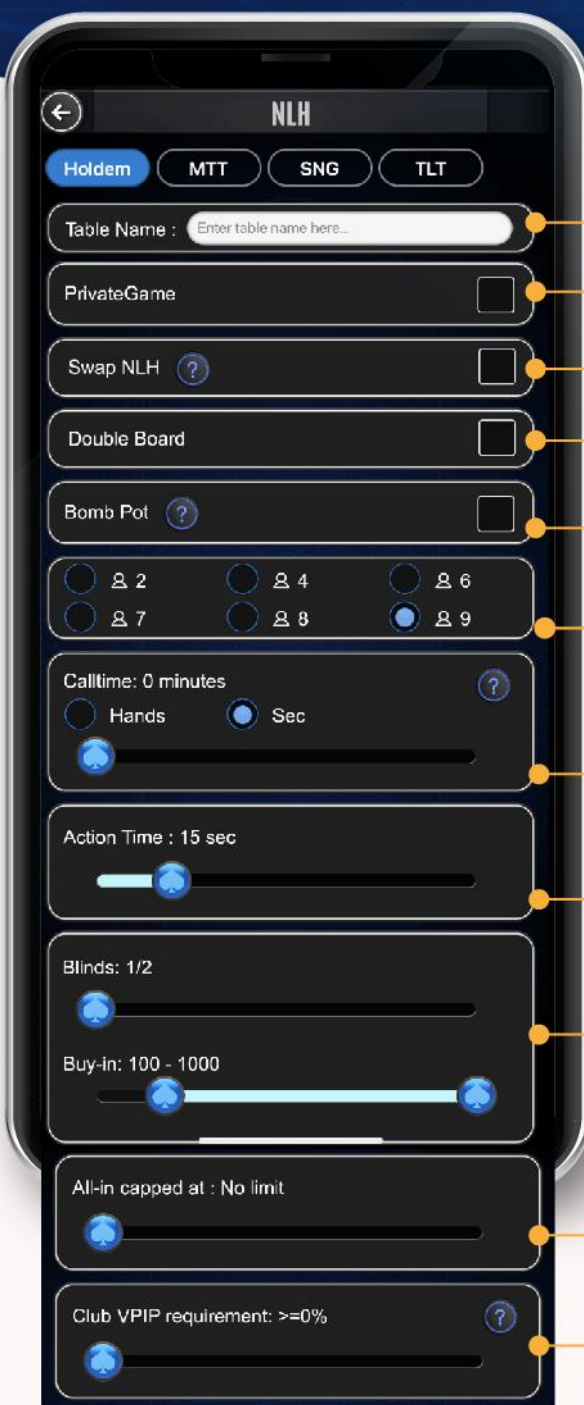 NLH
Holdem MTT SNG TLT
Table Name : Enter table name here...
PrivateGame
Swap NLH ?
Double Board
Bomb Pot ?
2 4 6
7 8 9
Calltime: 0 minutes ?
Hands Sec
Action Time : 15 sec
Blinds: 1/2
Buy-in: 100 - 1000
All-in capped at : No limit
Club VPIP requirement: >=0% ?